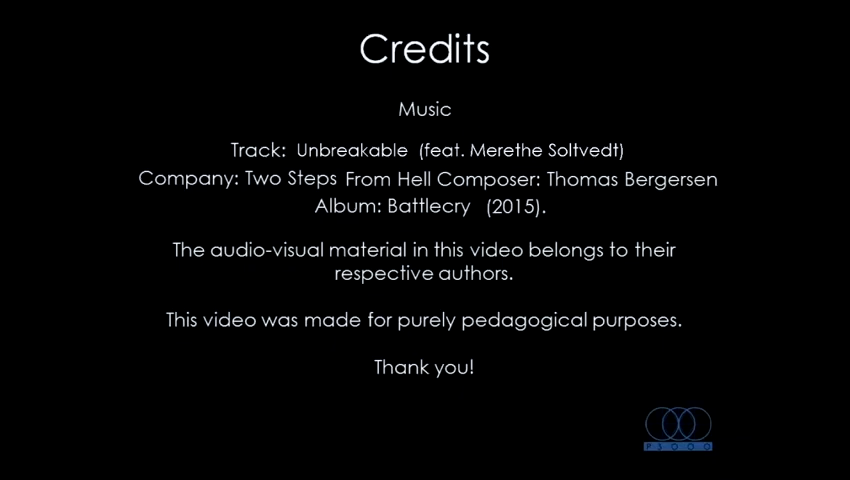 Credits
Music
Track: Unbreakable (feat. Merethe Soltvedt)
Company: Two Steps From Hell Composer: Thomas Bergersen
Album: Battlecry (2015).
The audio-visual material in this video belongs to their
respective authors.
This video was made for purely pedagogical purposes.
Thank you!